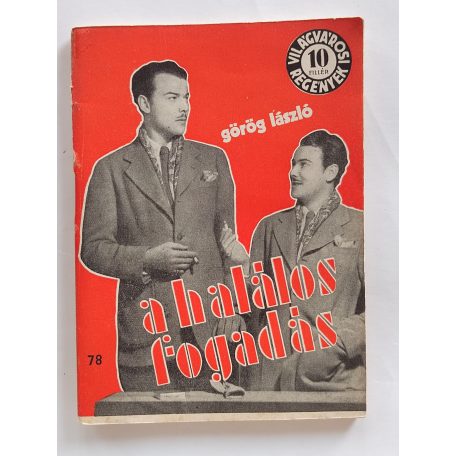 VILÁGVÁROSI
10
FILLÉR
REGÉNYEK
görög lászló
a halálos
fogadás
78